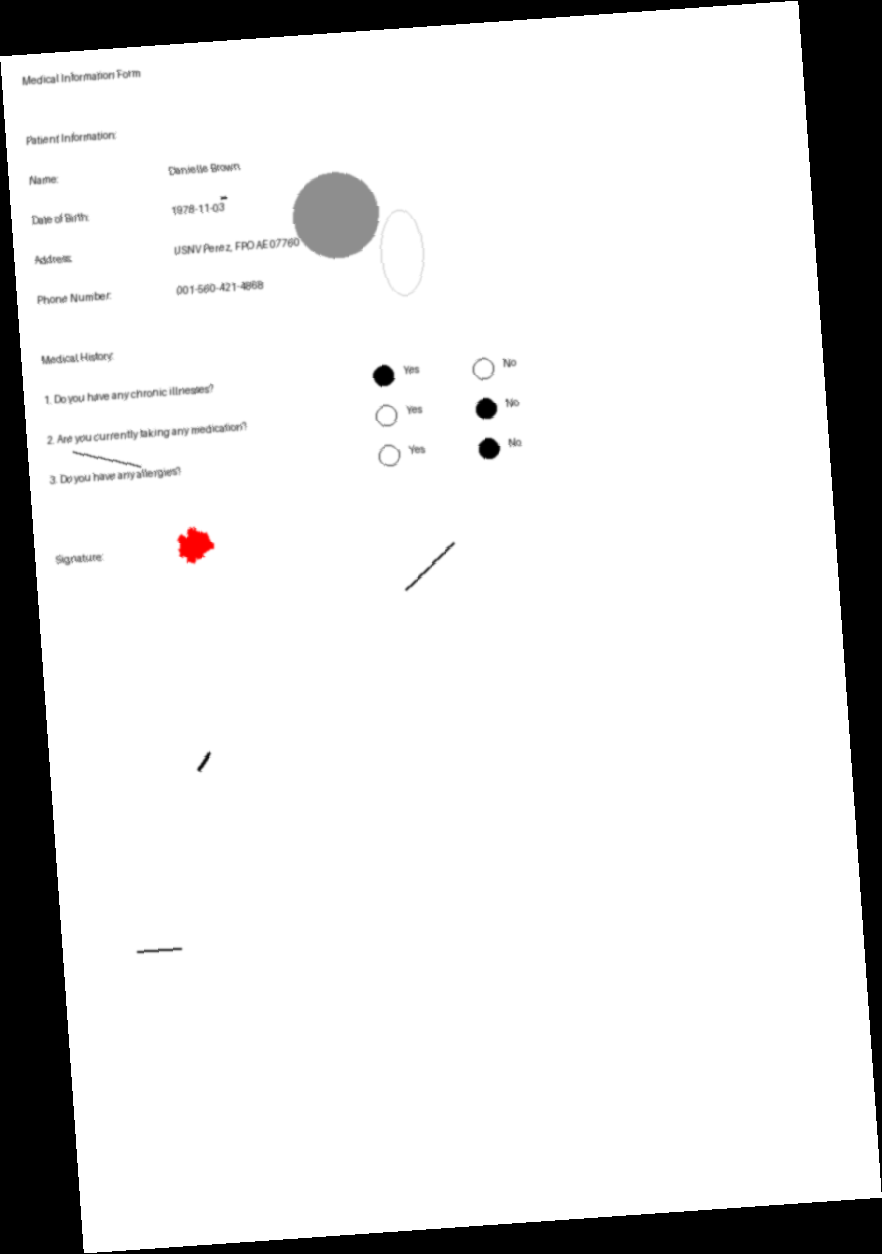 Medical Information Form
Patient Information:
Name: Danielle Brown
Date of Birth: 1978-11-03
Address: USNV Perez, FPO AE 07760
Phone Number: 001-560-421-4868
Medical History:
1. Do you have any chronic illnesses? Yes No
2. Are you currently taking any medication? Yes No
3. Do you have any allergies? Yes No
Signature: